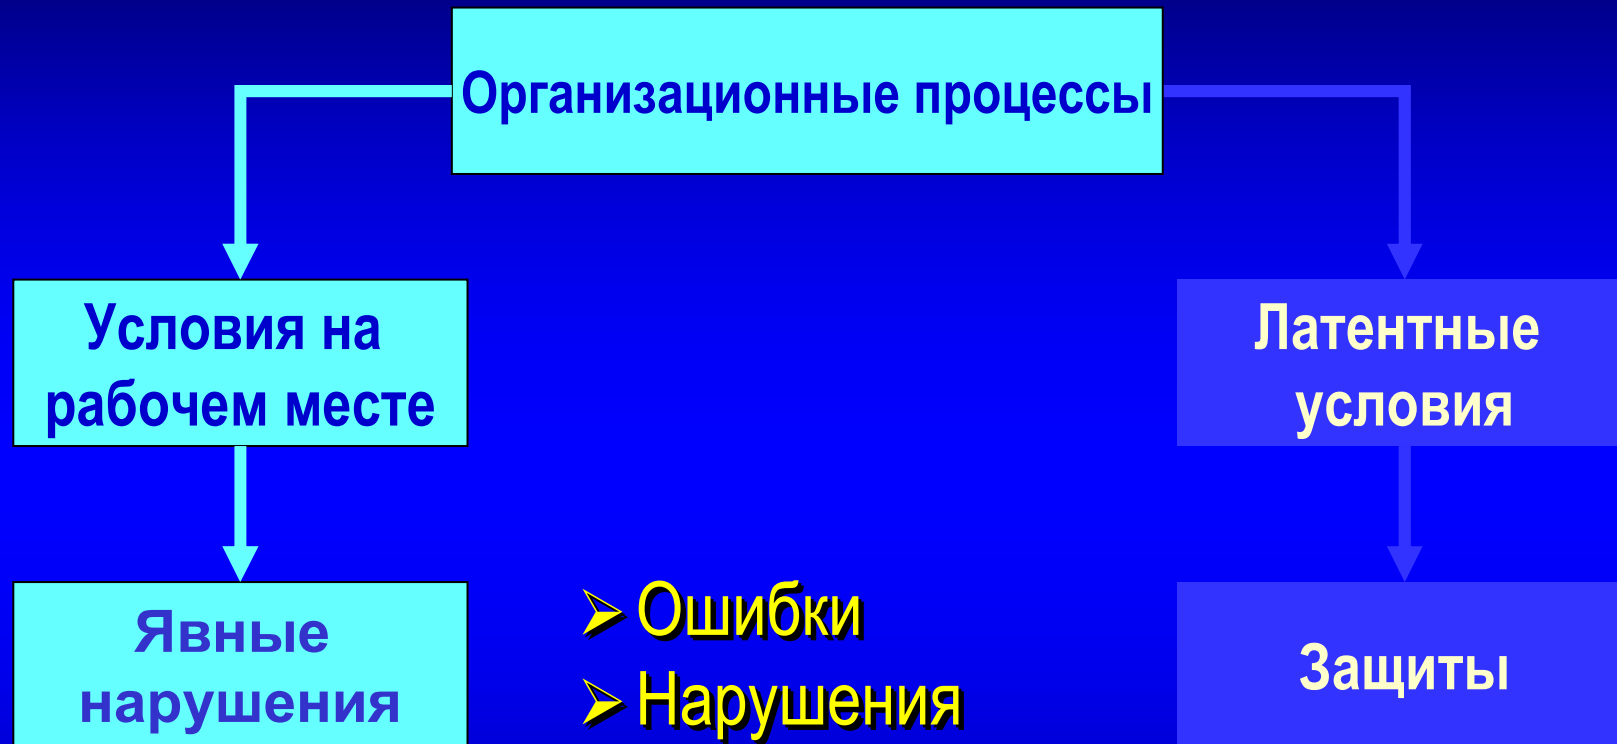 Организационные процессы
Условия на
рабочем месте
Латентные
условия
Явные
нарушения
Ошибки
Нарушения
Защиты